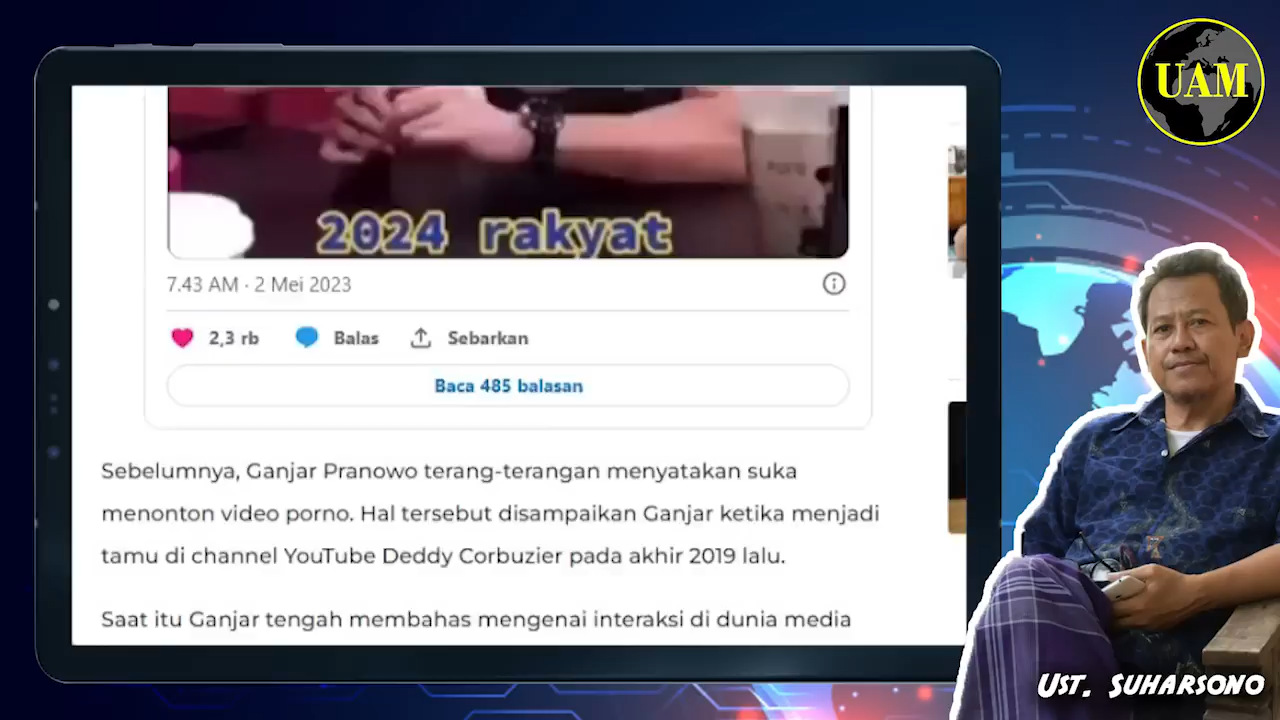 UAM
2024 rakyat
7.43 AM · 2 Mei 2023
2,3 rb Balas Sebarkan
Baca 485 balasan
Sebelumnya, Ganjar Pranowo terang-terangan menyatakan suka
menonton video porno. Hal tersebut disampaikan Ganjar ketika menjadi
tamu di channel YouTube Deddy Corbuzier pada akhir 2019 lalu.
Saat itu Ganjar tengah membahas mengenai interaksi di dunia media
UST. SUHARSONO